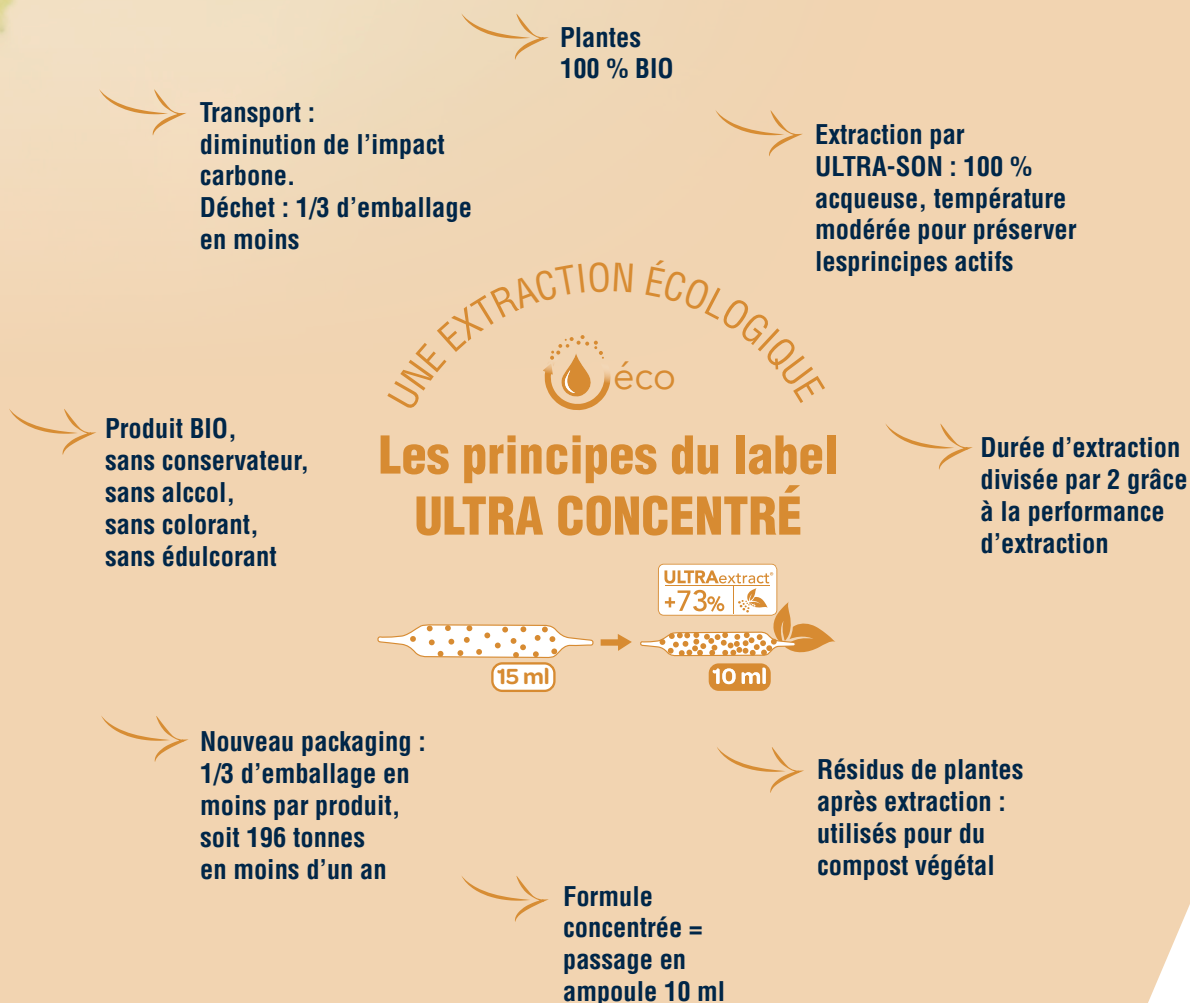 Plantes
100 % BIO
Transport :
diminution de l’impact
carbone.
Déchet : 1/3 d’emballage
en moins
Extraction par
ULTRA-SON : 100 %
acqueuse, température
modérée pour préserver
lesprincipes actifs
UNE EXTRACTION ÉCOLOGIQUE
éco
Les principes du label
ULTRA CONCENTRÉ
Produit BIO,
sans conservateur,
sans alccol,
sans colorant,
sans édulcorant
Durée d’extraction
divisée par 2 grâce
à la performance
d’extraction
ULTRAextract®
+73%
15 ml
10 ml
Nouveau packaging :
1/3 d’emballage en
moins par produit,
soit 196 tonnes
en moins d’un an
Résidus de plantes
après extraction :
utilisés pour du
compost végétal
Formule
concentrée =
passage en
ampoule 10 ml